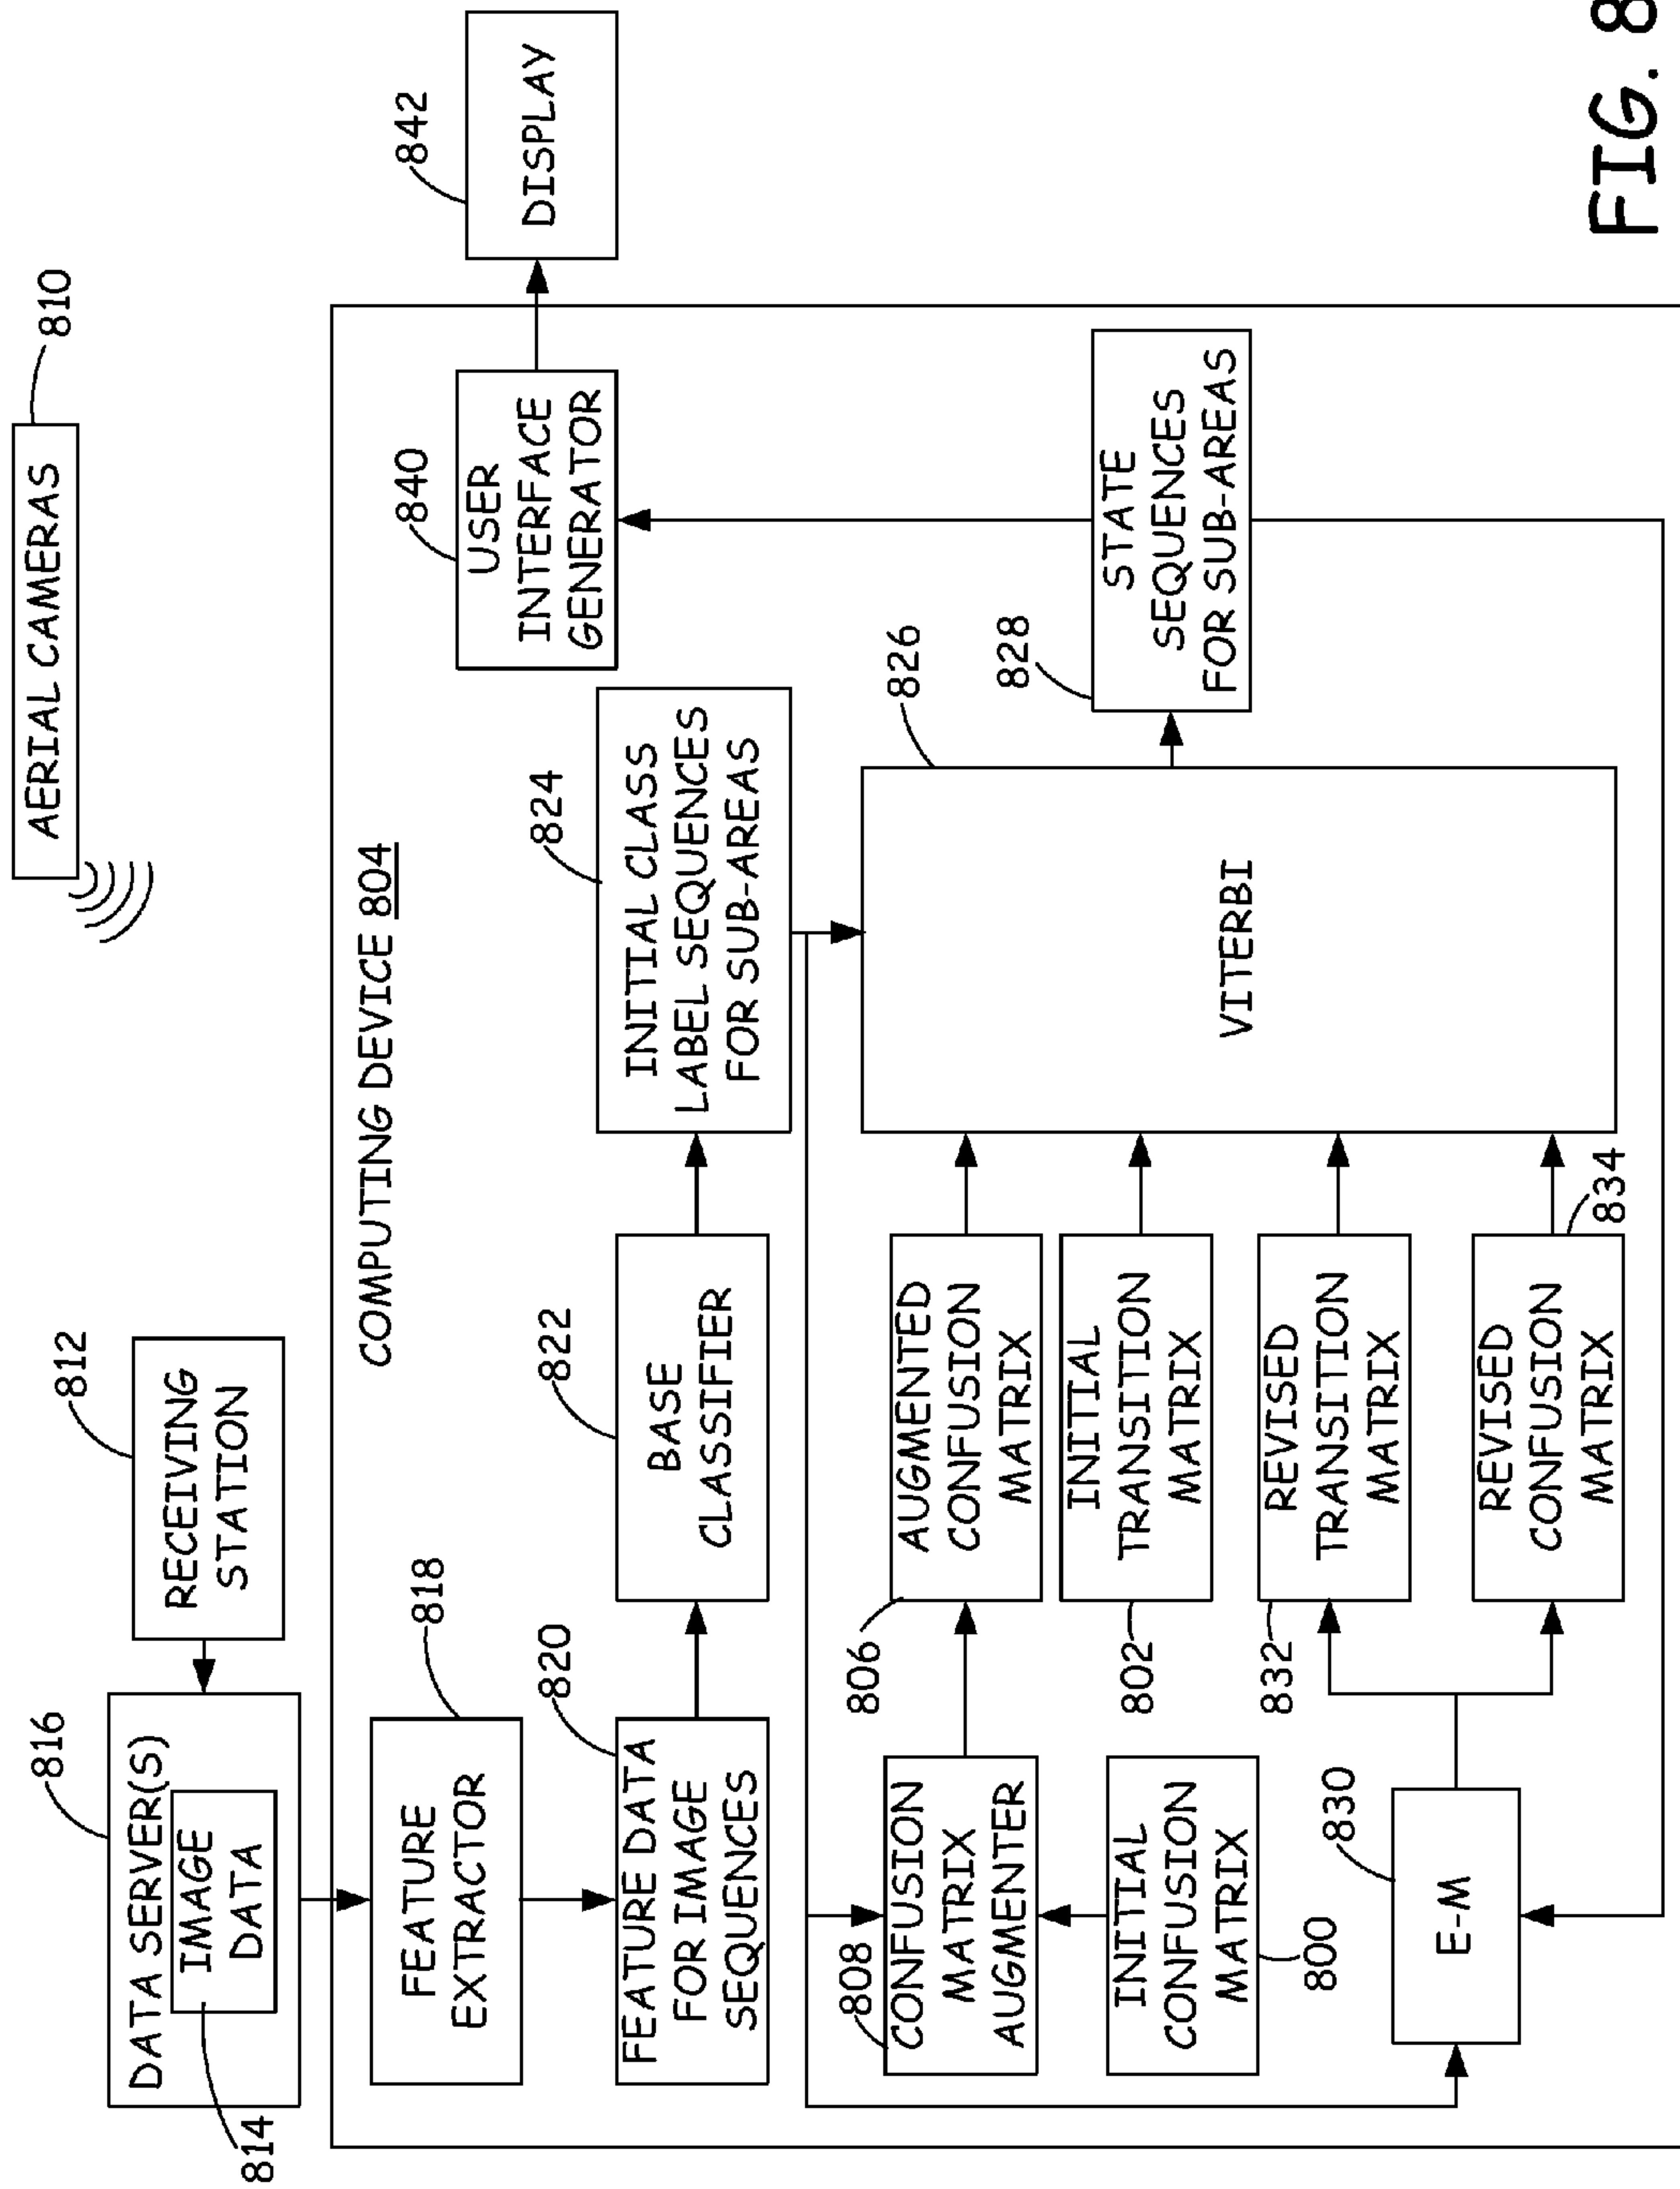 AERIAL CAMERAS
810
812
RECEIVING
STATION
816
DATA SERVER(S)
IMAGE
DATA
814
COMPUTING DEVICE 804
818
FEATURE
EXTRACTOR
820
FEATURE DATA
FOR IMAGE
SEQUENCES
822
BASE
CLASSIFIER
824
INITIAL CLASS
LABEL SEQUENCES
FOR SUB-AREAS
840
USER
INTERFACE
GENERATOR
842
DISPLAY
808
CONFUSION
MATRIX
AUGMENTER
806
AUGMENTED
CONFUSION
MATRIX
826
VITERBI
828
STATE
SEQUENCES
FOR SUB-AREAS
INITIAL
CONFUSION
MATRIX
800
INITIAL
TRANSITION
MATRIX
802
830
E-M
832
REVISED
TRANSITION
MATRIX
REVISED
CONFUSION
MATRIX
834
FIG. 8